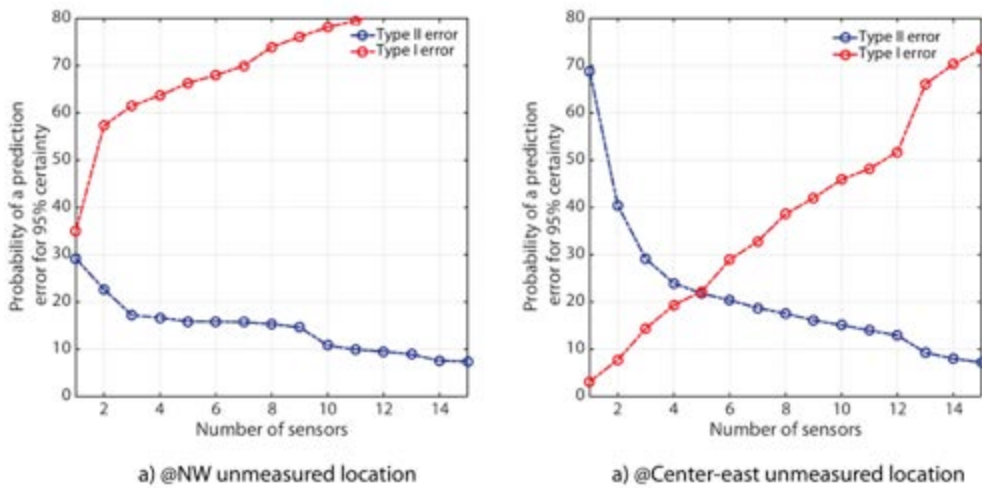 Probability of a prediction
error for 95% certainty
80
70
60
50
40
30
20
10
0
Type II error
Type I error
2
4
6
8
10
12
14
Number of sensors
a) @NW unmeasured location
Probability of a prediction
error for 95% certainty
80
70
60
50
40
30
20
10
0
Type II error
Type I error
2
4
6
8
10
12
14
Number of sensors
a) @Center-east unmeasured location